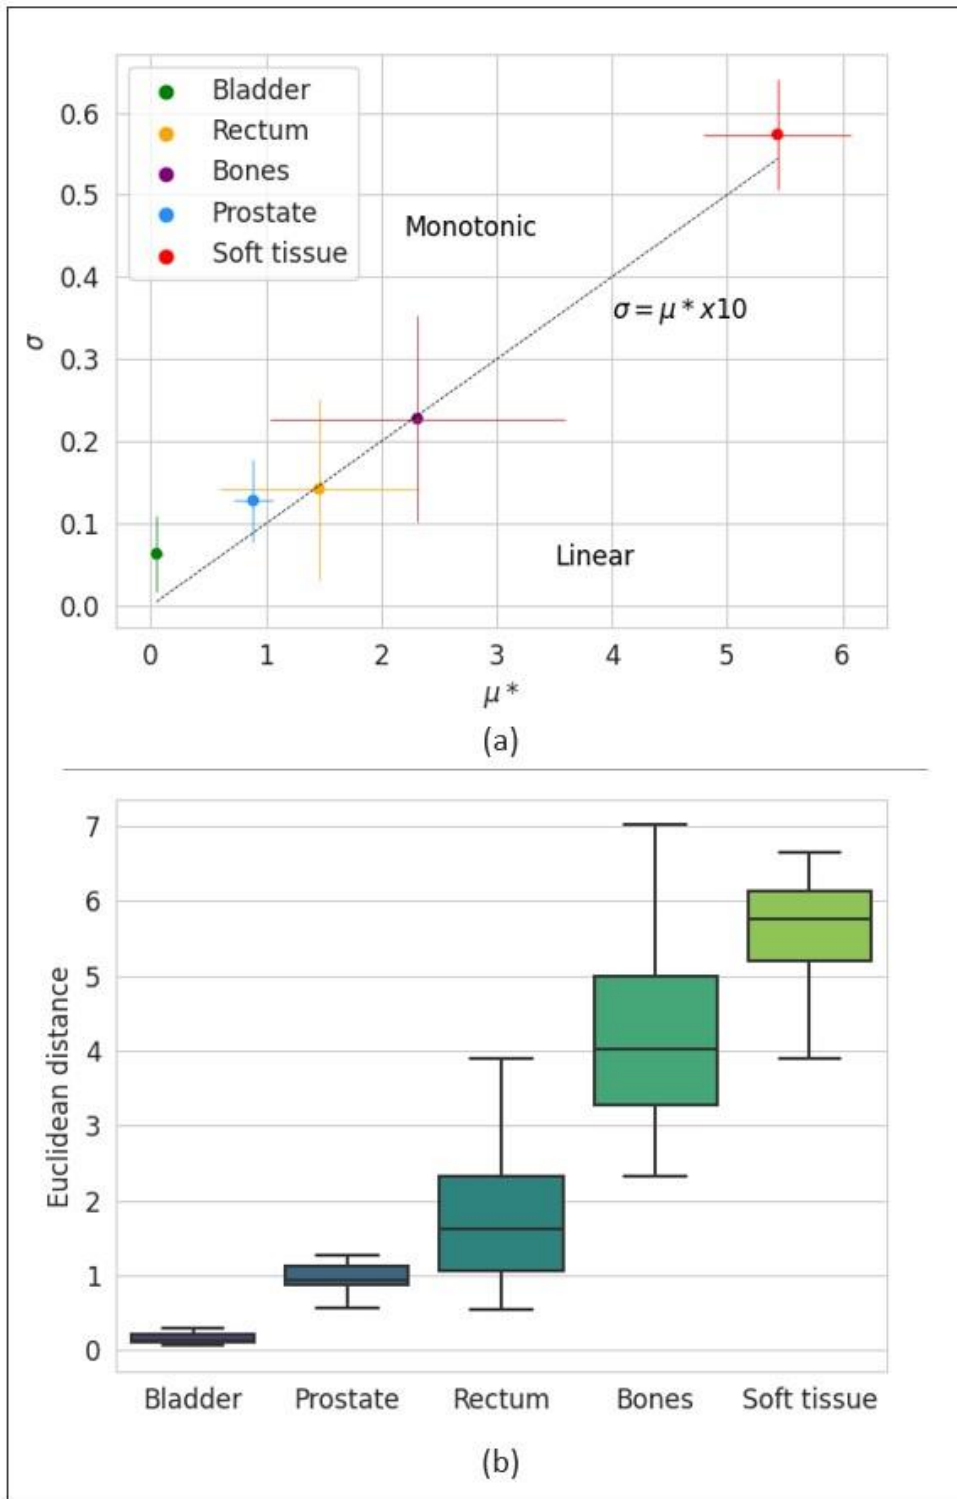 Bladder
Rectum
Bones
Prostate
Soft tissue
Monotonic
σ = μ * x10
Linear
0.6
0.5
0.4
0.3
0.2
0.1
0.0
σ
0 1 2 3 4 5 6
μ *
(a)
7
6
5
4
3
2
1
0
Euclidean distance
Bladder Prostate Rectum Bones Soft tissue
(b)